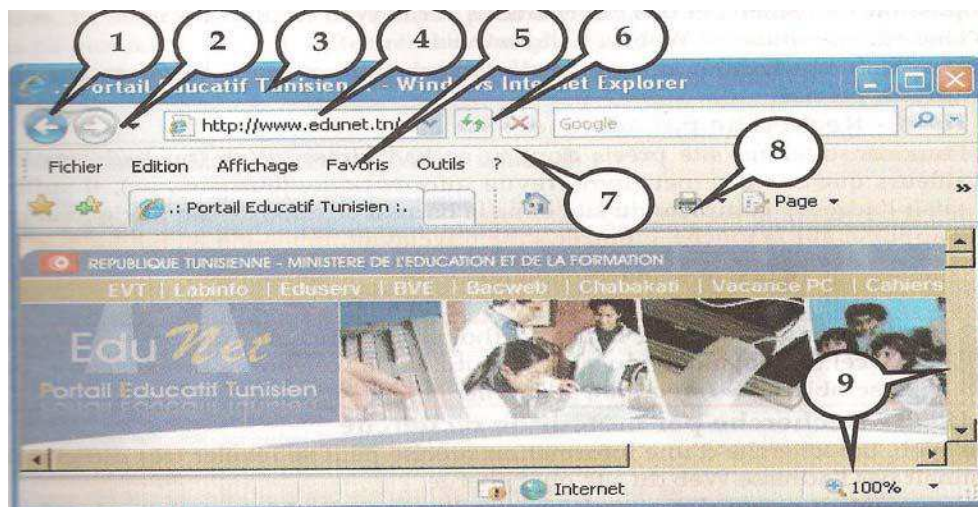 1 2 3 4 5 6
Portail Educatif Tunisien - Windows Internet Explorer
http://www.edunet.tn/ Google
Fichier Edition Affichage Favoris Outils ?
7 8
.: Portail Educatif Tunisien :. Page
REPUBLIQUE TUNISIENNE - MINISTERE DE l'EDUCATION ET DE LA FORMATION
EVT | Labinfo | Eduserv | BVE | Bacweb | Chabakati | Vacance PC | Cahiers
Edu Net
Portail Educatif Tunisien
9
Internet 100%